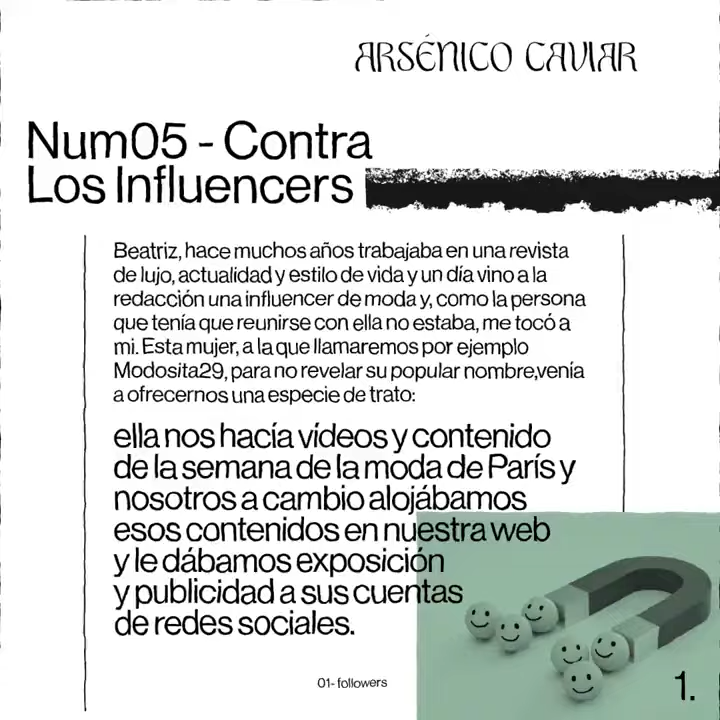 ARSÉNICO CAVIAR
Num05 - Contra
Los Influencers
Beatriz, hace muchos años trabajaba en una revista
de lujo, actualidad y estilo de vida y un día vino a la
redacción una influencer de moda y, como la persona
que tenía que reunirse con ella no estaba, me tocó a
mi. Esta mujer, a la que llamaremos por ejemplo
Modosita29, para no revelar su popular nombre,venía
a ofrecernos una especie de trato:
ella nos hacía vídeos y contenido
de la semana de la moda de París y
nosotros a cambio alojábamos
esos contenidos en nuestra web
y le dábamos exposición
y publicidad a sus cuentas
de redes sociales.
01- followers
1.